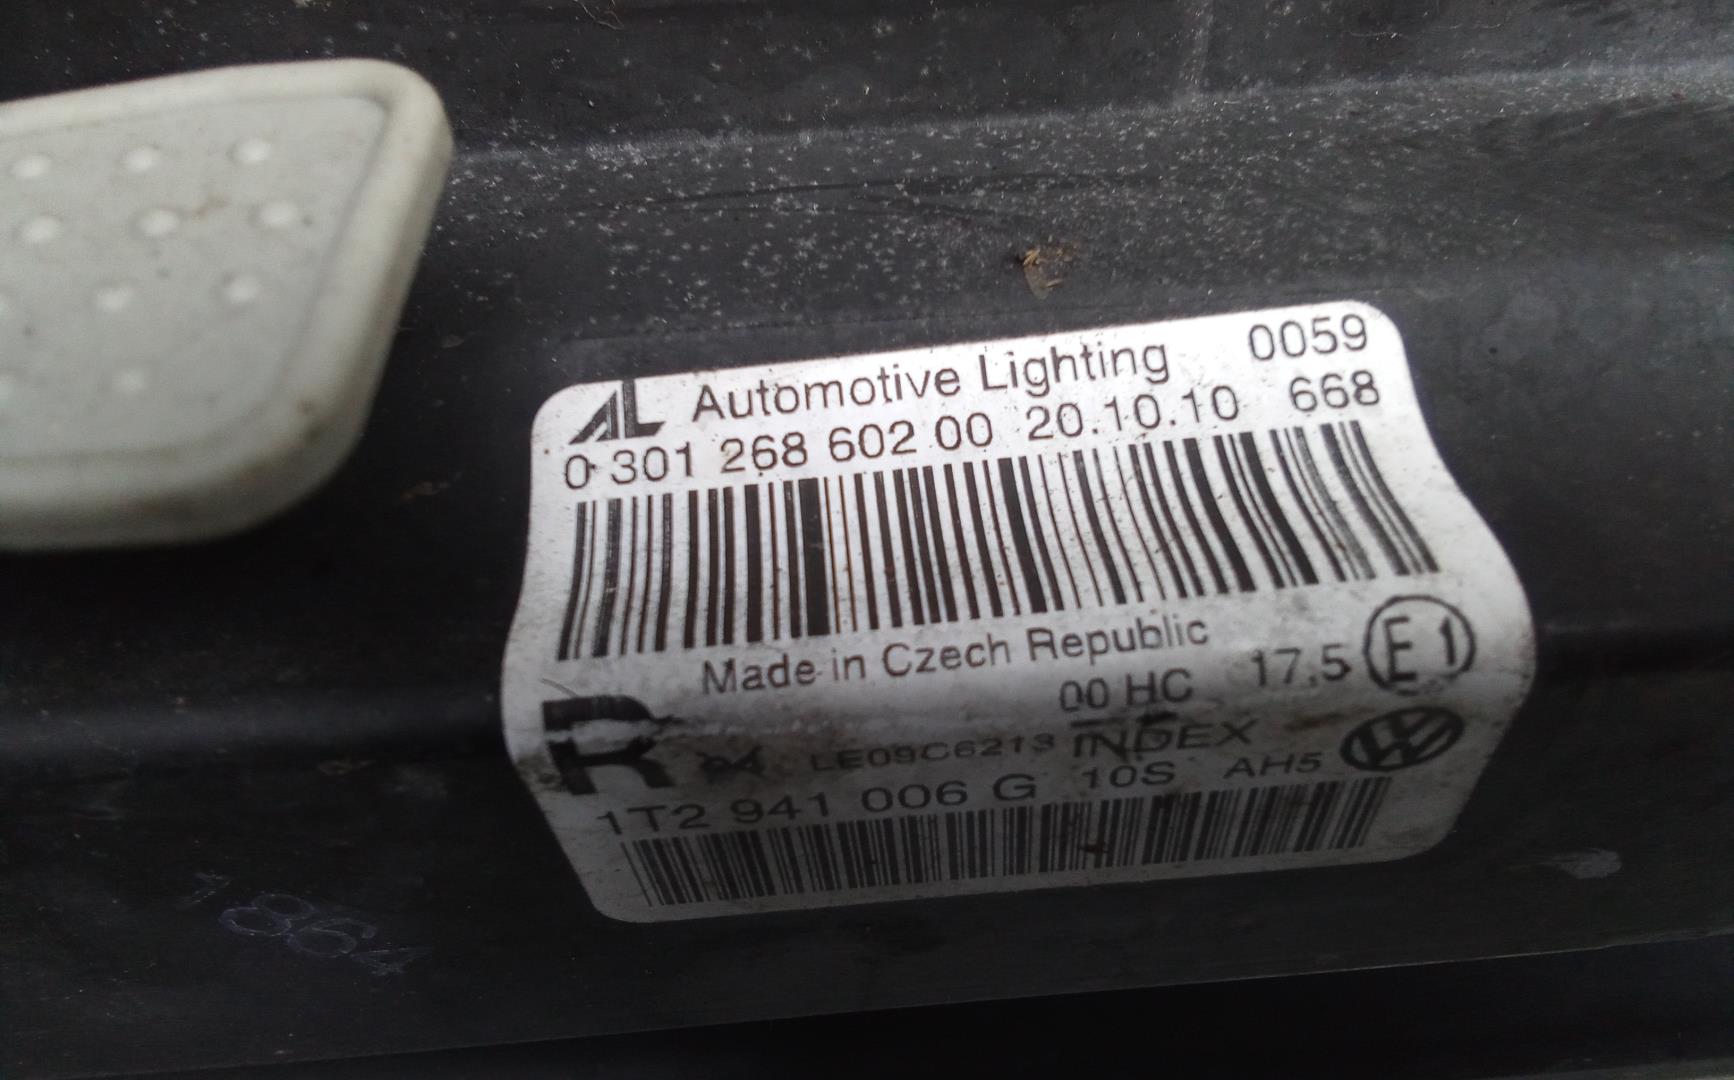 AL Automotive Lighting 0059
0 301 268 602 00 20.10.10 668
Made in Czech Republic
00 HC 17,5 E1
R LE09C6213 INDEX
1T2 941 006 G 10S AH5